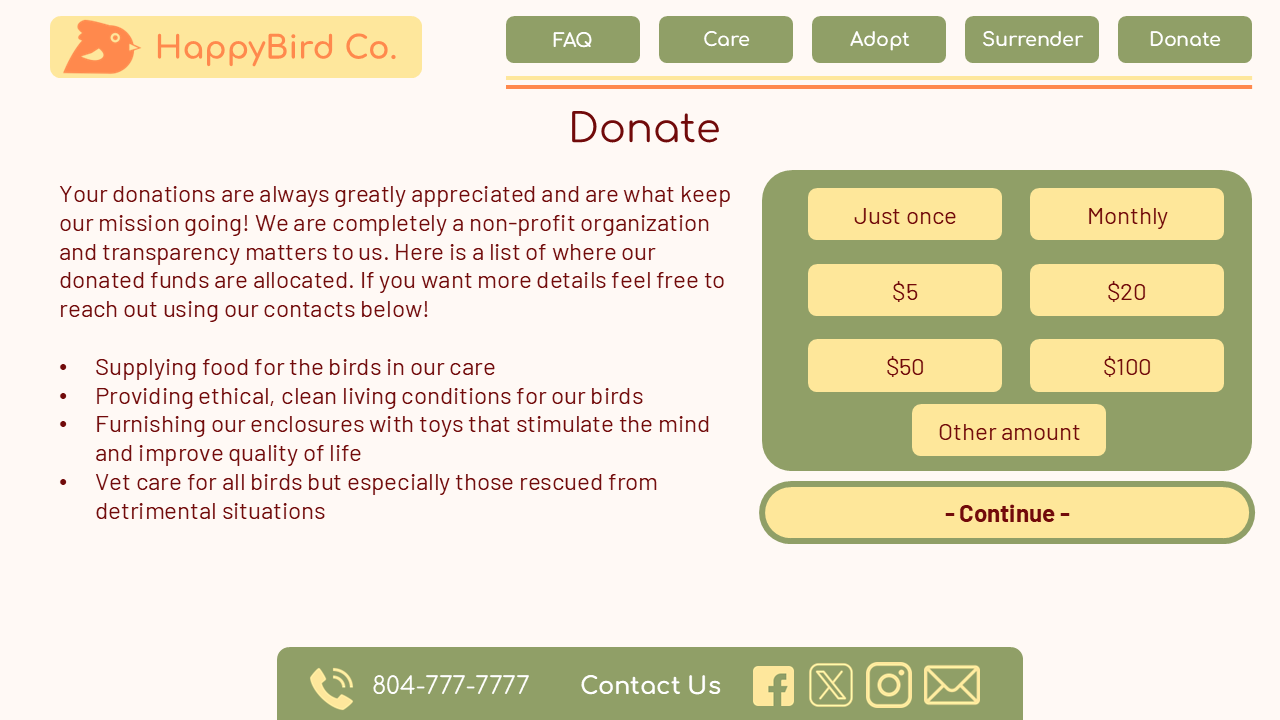 HappyBird Co.
FAQ
Care
Adopt
Surrender
Donate
Donate
Your donations are always greatly appreciated and are what keep
our mission going! We are completely a non-profit organization
and transparency matters to us. Here is a list of where our
donated funds are allocated. If you want more details feel free to
reach out using our contacts below!
• Supplying food for the birds in our care
• Providing ethical, clean living conditions for our birds
• Furnishing our enclosures with toys that stimulate the mind
and improve quality of life
• Vet care for all birds but especially those rescued from
detrimental situations
Just once
Monthly
$5
$20
$50
$100
Other amount
- Continue -
804-777-7777
Contact Us